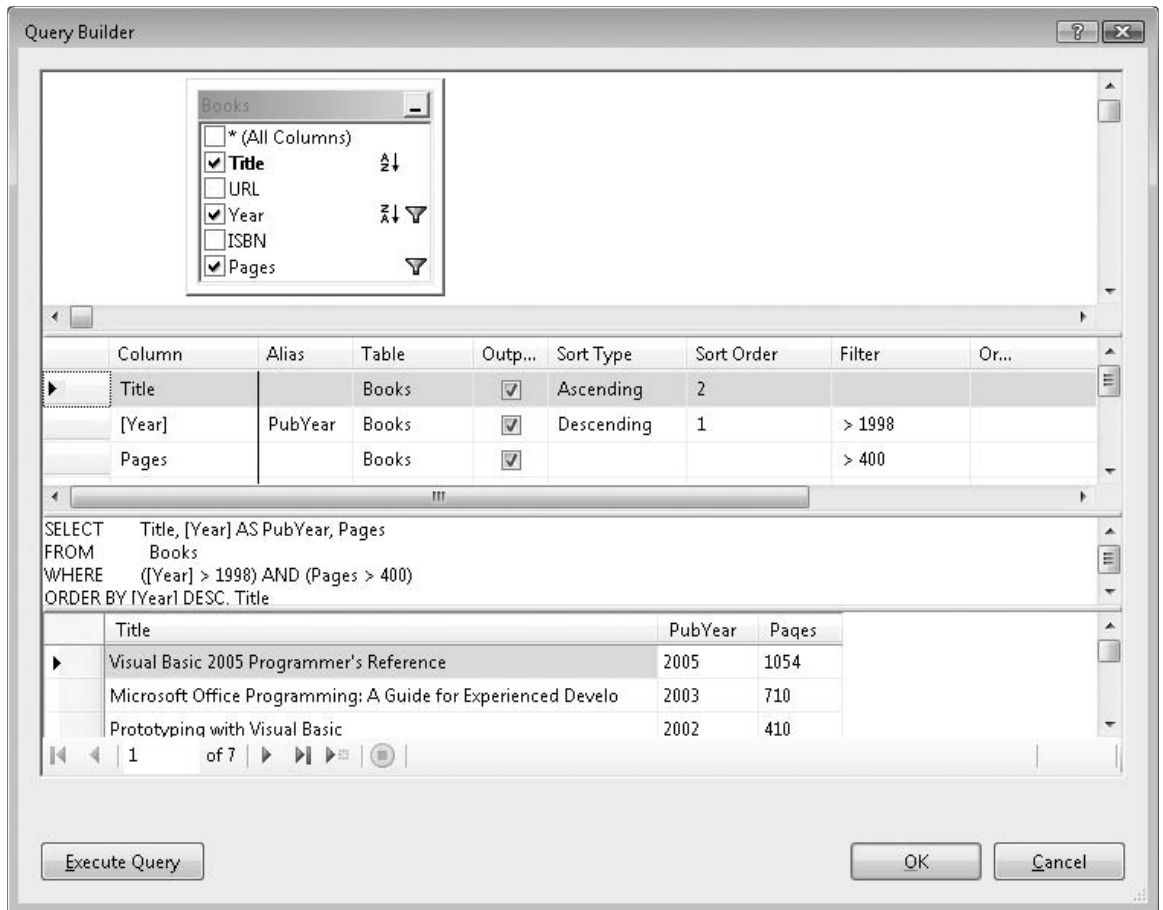 Query Builder
Books
* (All Columns)
Title
URL
Year
ISBN
Pages
Column Alias Table Outp... Sort Type Sort Order Filter Or...
Title Books Ascending 2
[Year] PubYear Books Descending 1 > 1998
Pages Books > 400
SELECT Title, [Year] AS PubYear, Pages
FROM Books
WHERE ([Year] > 1998) AND (Pages > 400)
ORDER BY [Year] DESC, Title
Title PubYear Pages
Visual Basic 2005 Programmer's Reference 2005 1054
Microsoft Office Programming: A Guide for Experienced Develo 2003 710
Prototyping with Visual Basic 2002 410
1 of 7
Execute Query OK Cancel